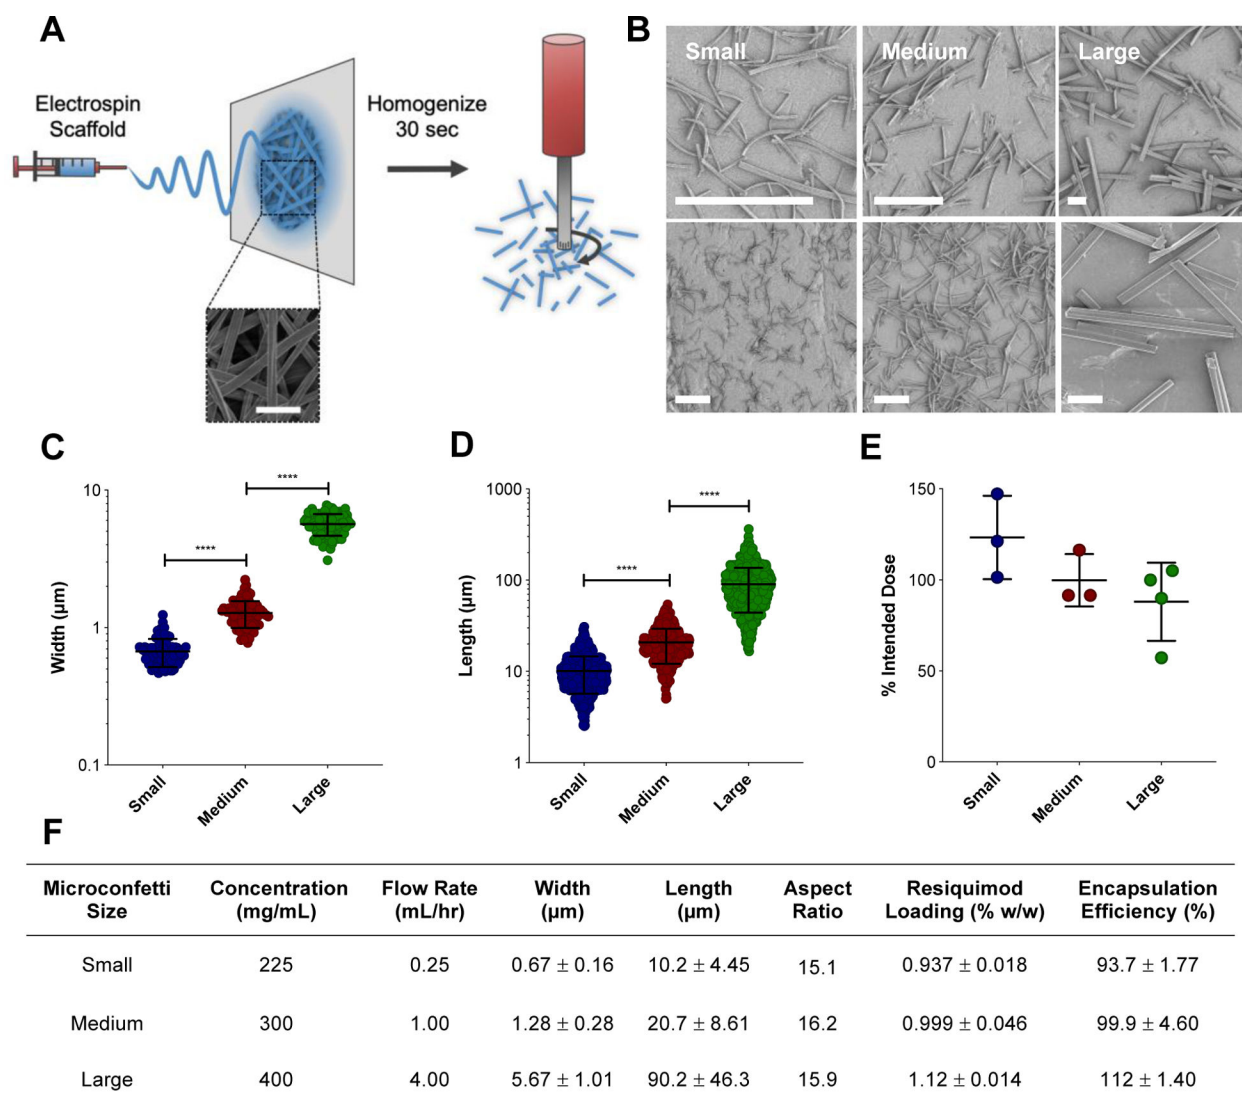 A
Electrospin
Scaffold
Homogenize
30 sec
B
Small
Medium
Large
C
Width (µm)
10
1
0.1
****
****
Small
Medium
Large
D
Length (µm)
1000
100
10
1
****
****
Small
Medium
Large
E
% Intended Dose
150
100
50
0
Small
Medium
Large
F
Microconfetti Size Concentration (mg/mL) Flow Rate (mL/hr) Width (µm) Length (µm) Aspect Ratio Resiquimod Loading (% w/w) Encapsulation Efficiency (%)
Small 225 0.25 0.67 ± 0.16 10.2 ± 4.45 15.1 0.937 ± 0.018 93.7 ± 1.77
Medium 300 1.00 1.28 ± 0.28 20.7 ± 8.61 16.2 0.999 ± 0.046 99.9 ± 4.60
Large 400 4.00 5.67 ± 1.01 90.2 ± 46.3 15.9 1.12 ± 0.014 112 ± 1.40